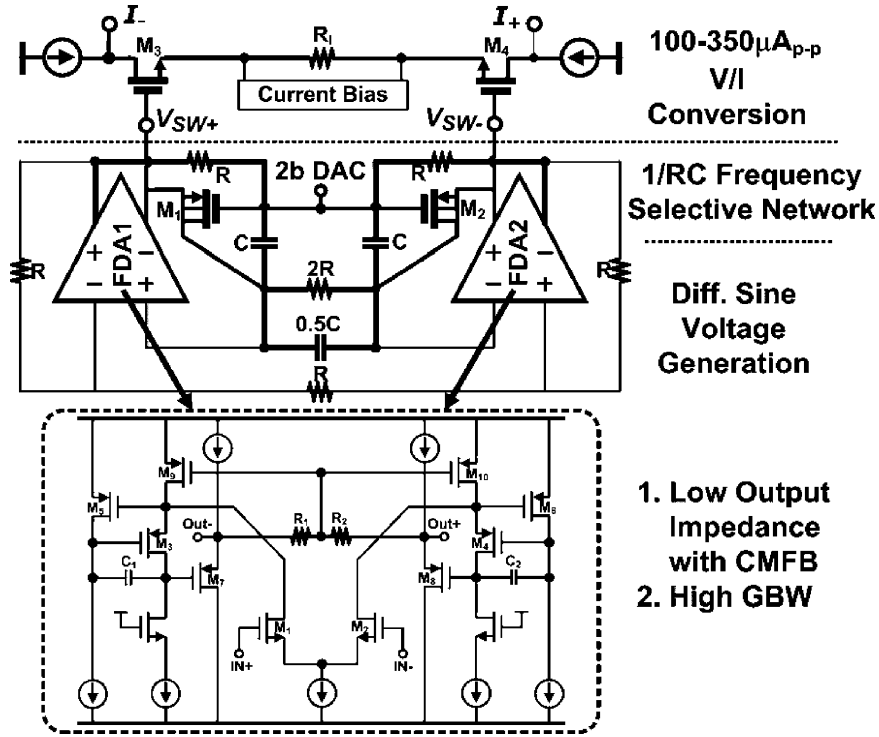 I-
I+
M3
RI
M4
100-350μAp-p
V/I
Conversion
Current Bias
VSW+
VSW-
R
2b DAC
R
1/RC Frequency
Selective Network
M1
M2
FDA1
+ −
− +
C
C
FDA2
− +
+ −
R
2R
R
0.5C
Diff. Sine
Voltage
Generation
R
M9
M10
M5
M6
R1
R2
Out-
Out+
M3
M4
C1
C2
M7
M8
M1
M2
IN+
IN-
1. Low Output
Impedance
with CMFB
2. High GBW